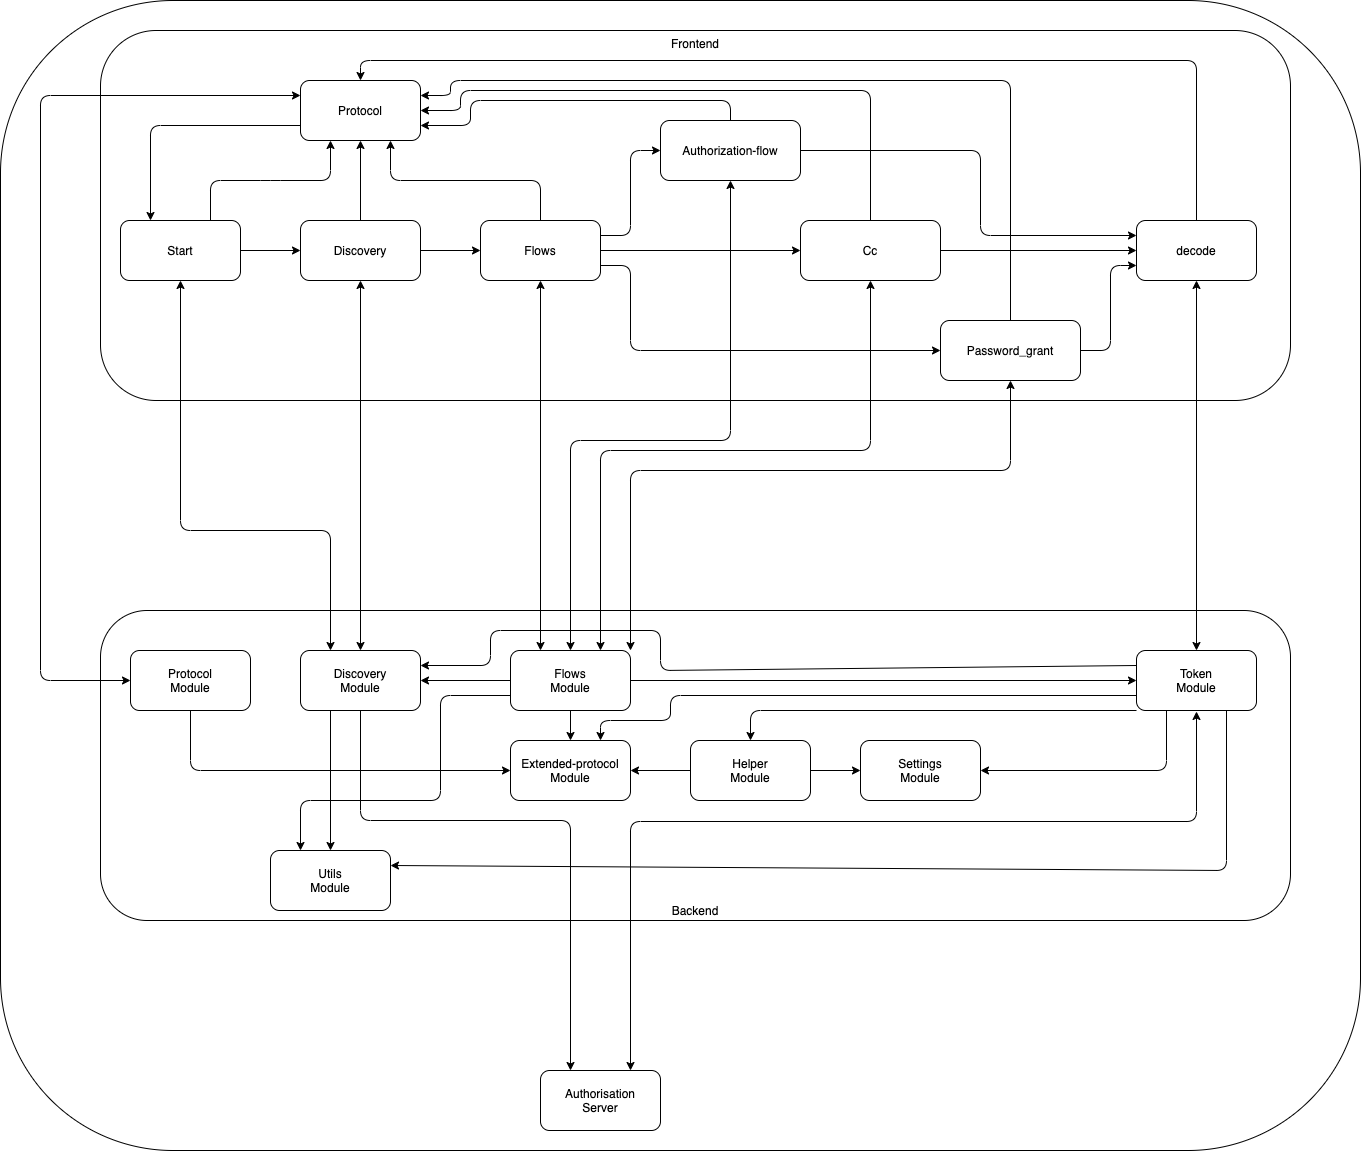 Frontend
Protocol
Authorization-flow
Start
Discovery
Flows
Cc
decode
Password_grant
Protocol
Module
Discovery
Module
Flows
Module
Token
Module
Extended-protocol
Module
Helper
Module
Settings
Module
Utils
Module
Backend
Authorisation
Server